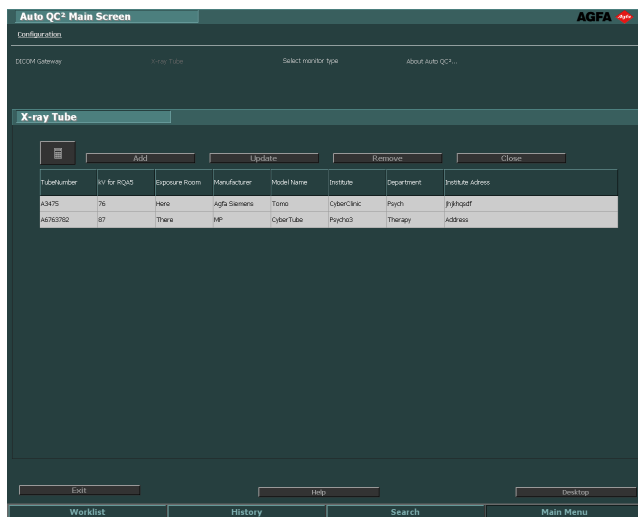 Auto QC² Main Screen
AGFA Agfa
Configuration
DICOM Gateway X-ray Tube Select monitor type About Auto QC²...
X-ray Tube
Add Update Remove Close
TubeNumber kV for RQA5 Exposure Room Manufacturer Model Name Institute Department Institute Adress
A3475 76 Here Agfa Siemens Tomo CyberClinic Psych jhjkhqsdf
A6763782 87 There MP CyberTube Psycho3 Therapy Address
Exit Help Desktop
Worklist History Search Main Menu